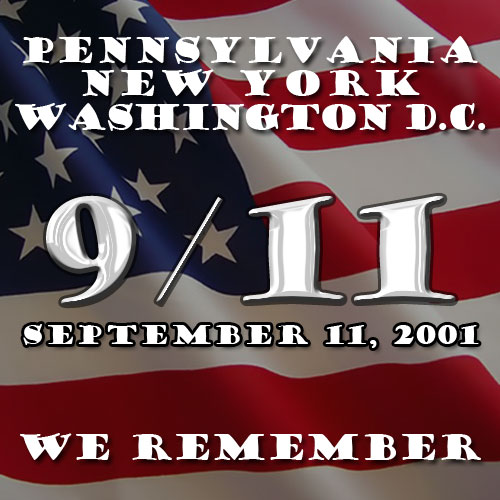 PENNSYLVANIA
NEW YORK
WASHINGTON D.C.
9/11
SEPTEMBER 11, 2001
WE REMEMBER